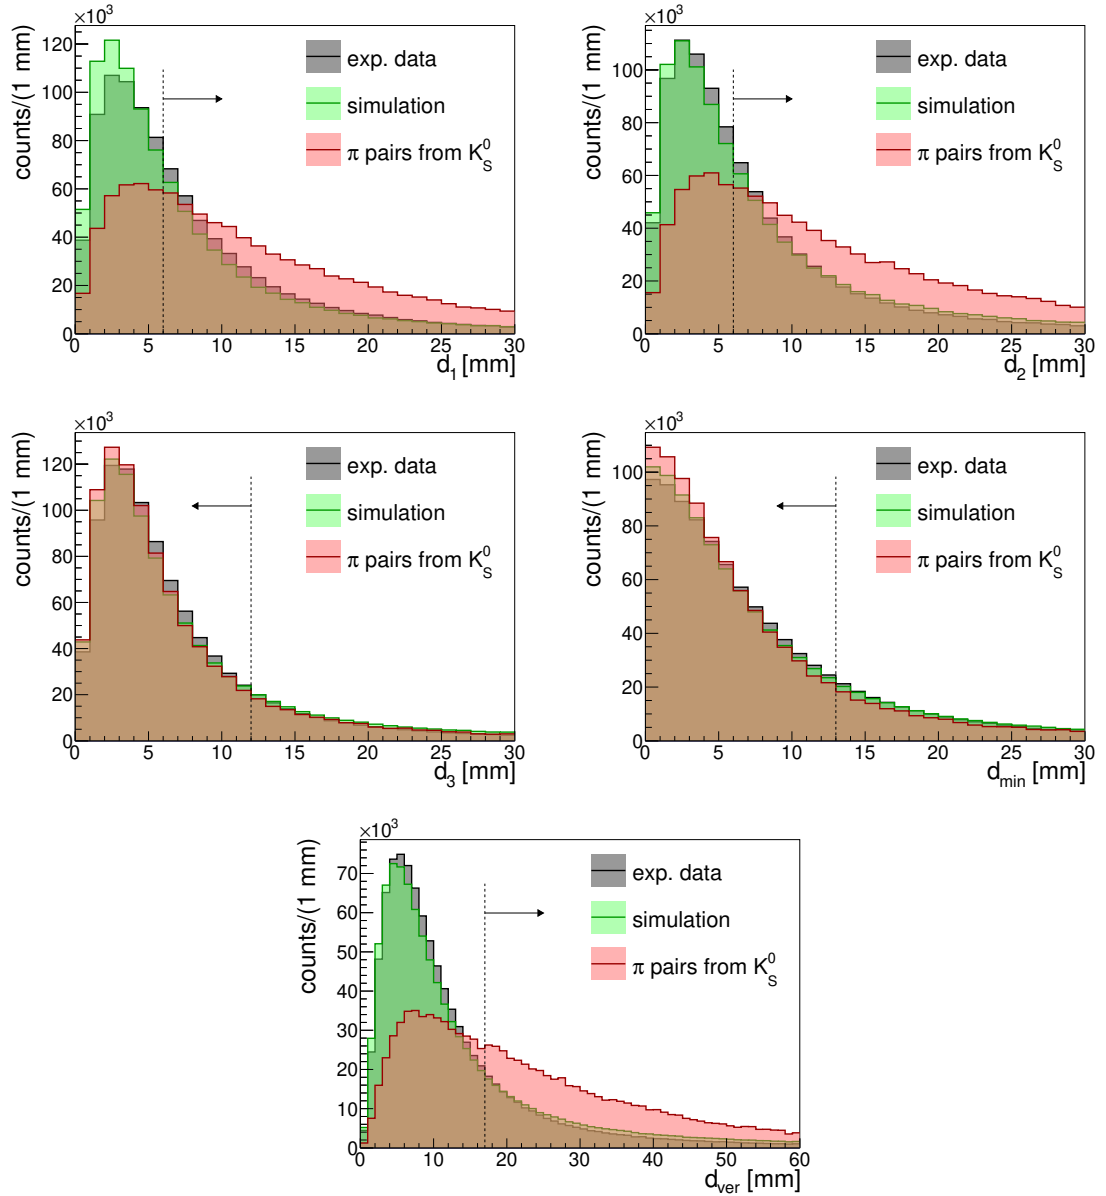 ×10³
counts/(1 mm)
120
100
80
60
40
20
0
exp. data
simulation
π pairs from K⁰_S
0 5 10 15 20 25 30
d₁ [mm]
×10³
counts/(1 mm)
100
80
60
40
20
0
exp. data
simulation
π pairs from K⁰_S
0 5 10 15 20 25 30
d₂ [mm]
×10³
counts/(1 mm)
120
100
80
60
40
20
0
exp. data
simulation
π pairs from K⁰_S
0 5 10 15 20 25 30
d₃ [mm]
×10³
counts/(1 mm)
100
80
60
40
20
0
exp. data
simulation
π pairs from K⁰_S
0 5 10 15 20 25 30
d_min [mm]
×10³
counts/(1 mm)
70
60
50
40
30
20
10
0
exp. data
simulation
π pairs from K⁰_S
0 10 20 30 40 50 60
d_ver [mm]